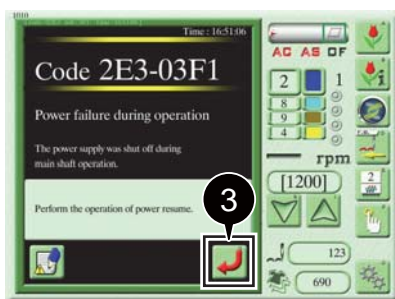 Time : 16:51:06
Code 2E3-03F1
Power failure during operation
The power supply was shut off during
main shaft operation.
Perform the operation of power resume.
3
AC AS OF
2 1
8
9
4
rpm
[1200]
2
123
690